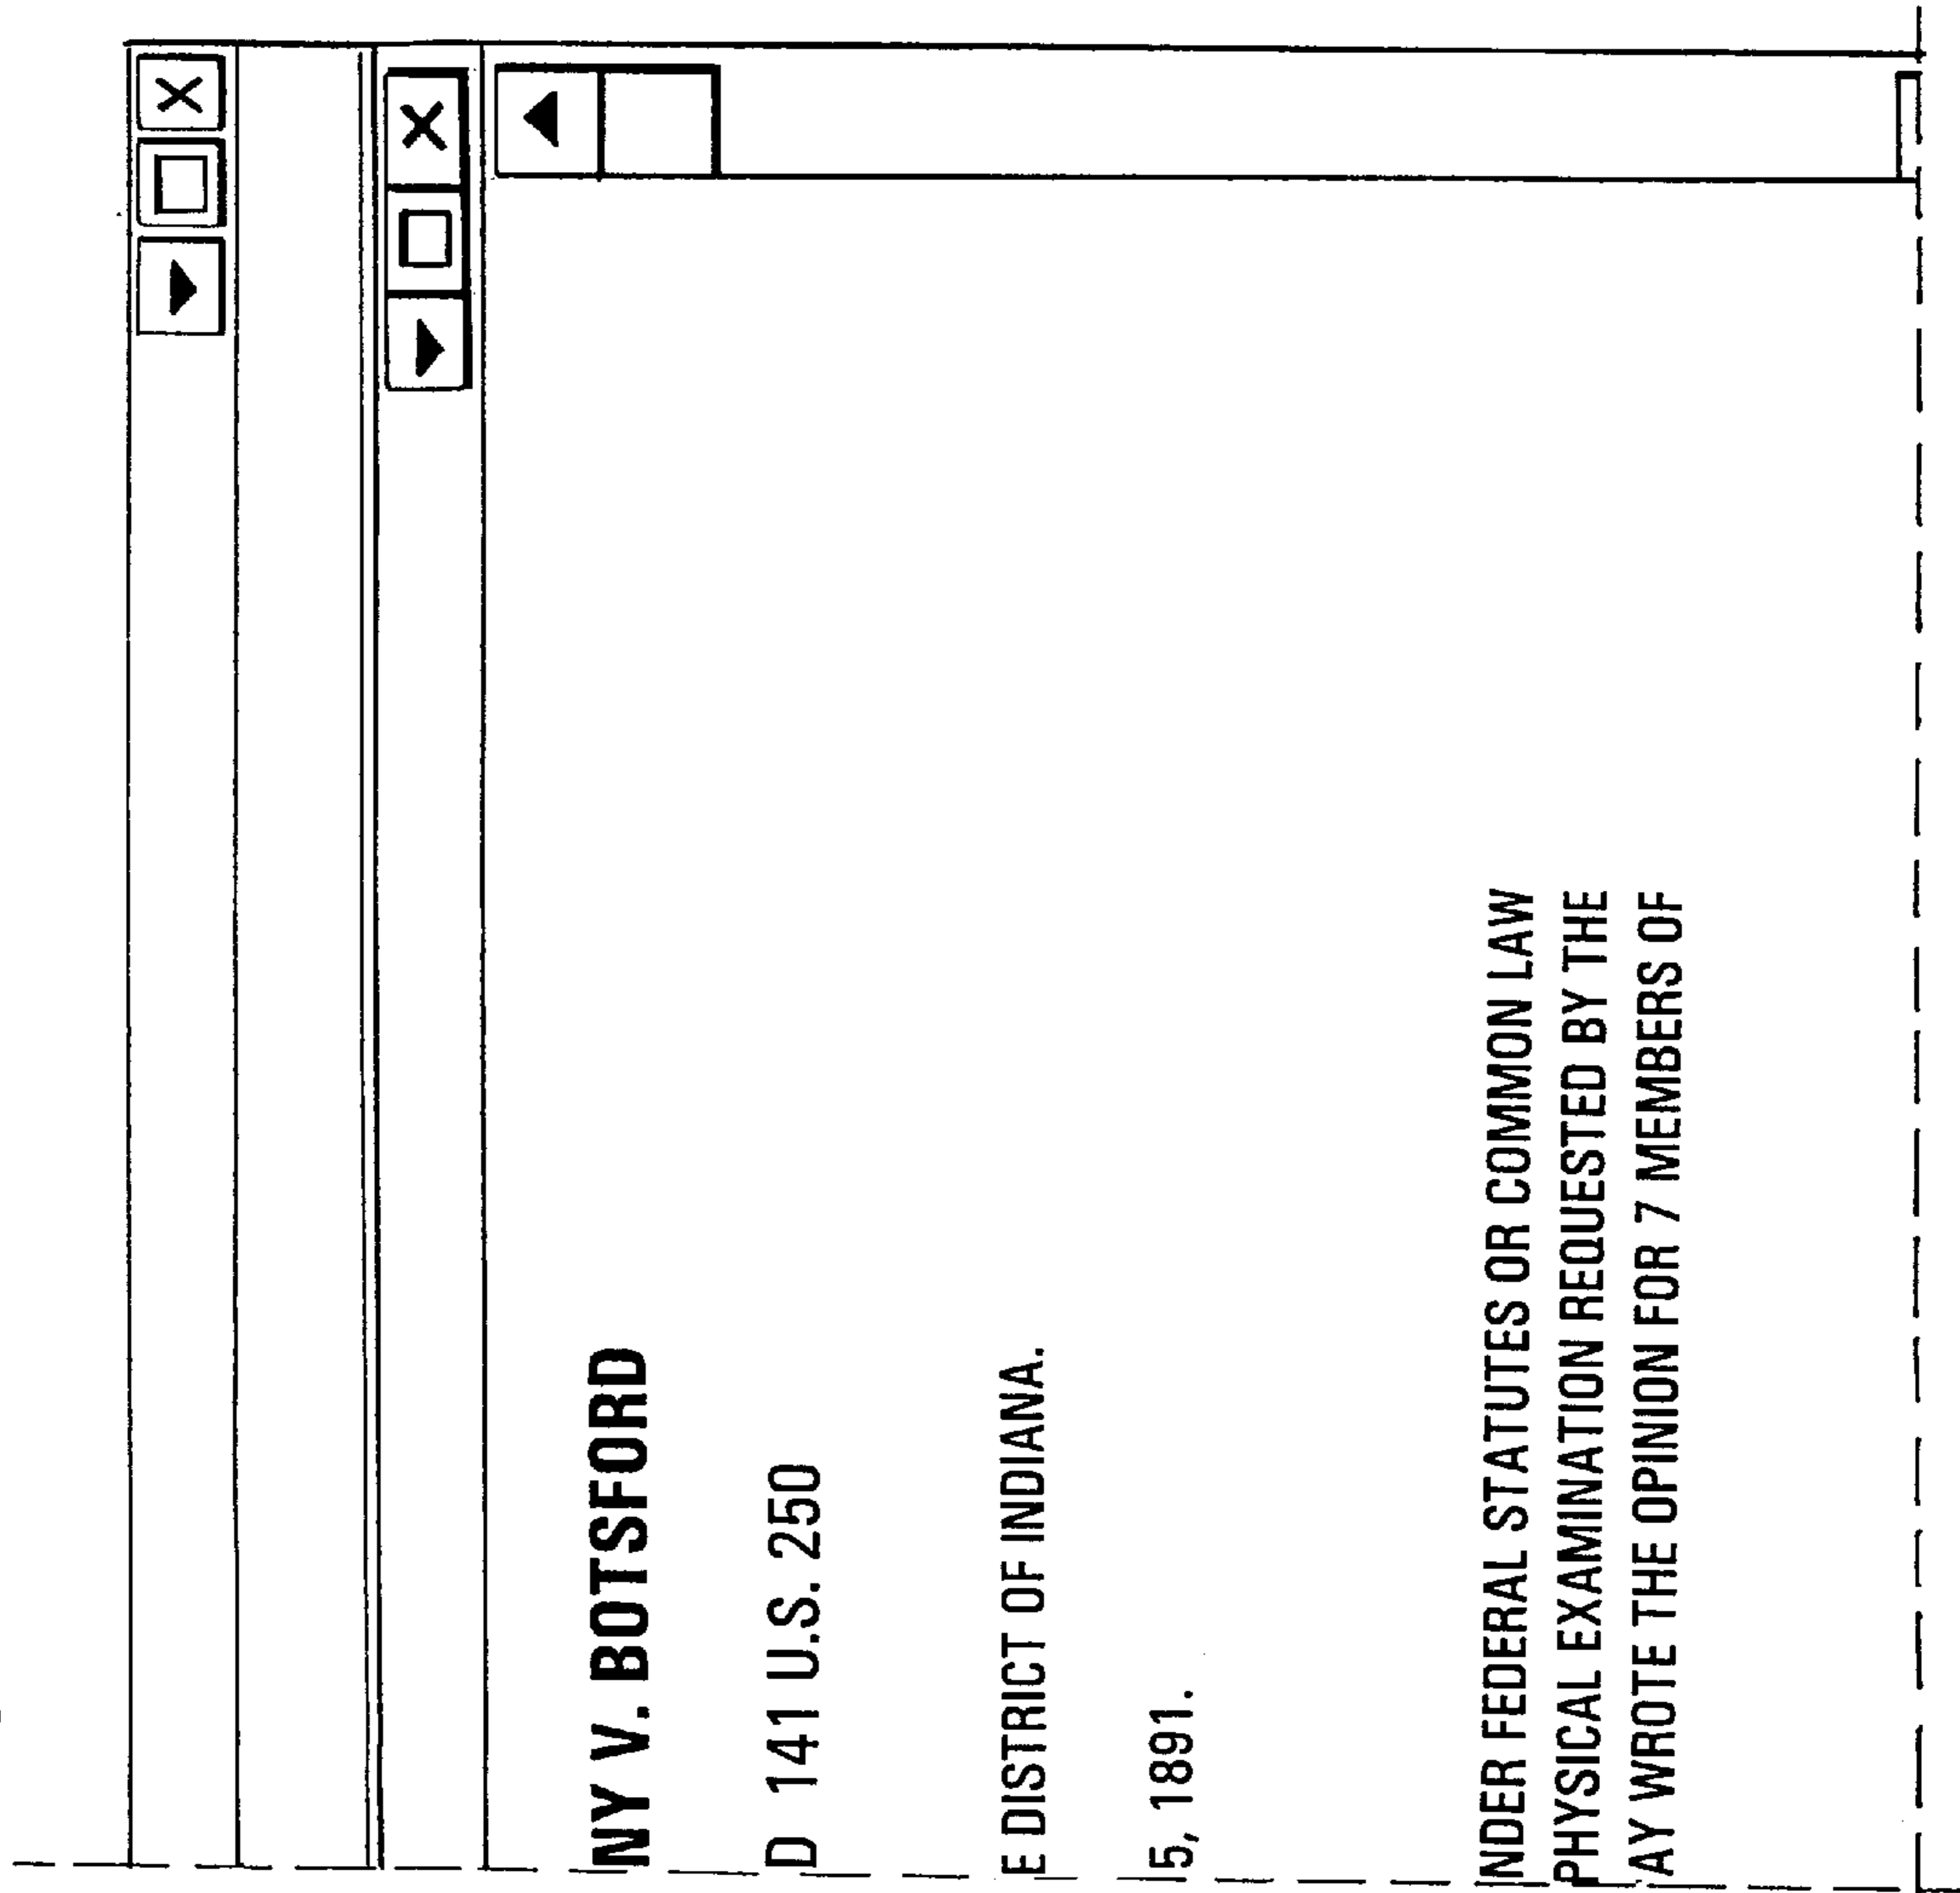 NY V. BOTSFORD
D 141 U.S. 250
E DISTRICT OF INDIANA.
5, 1891.
NDER FEDERAL STATUTES OR COMMON LAW
PHYSICAL EXAMINATION REQUESTED BY THE
AY WROTE THE OPINION FOR 7 MEMBERS OF